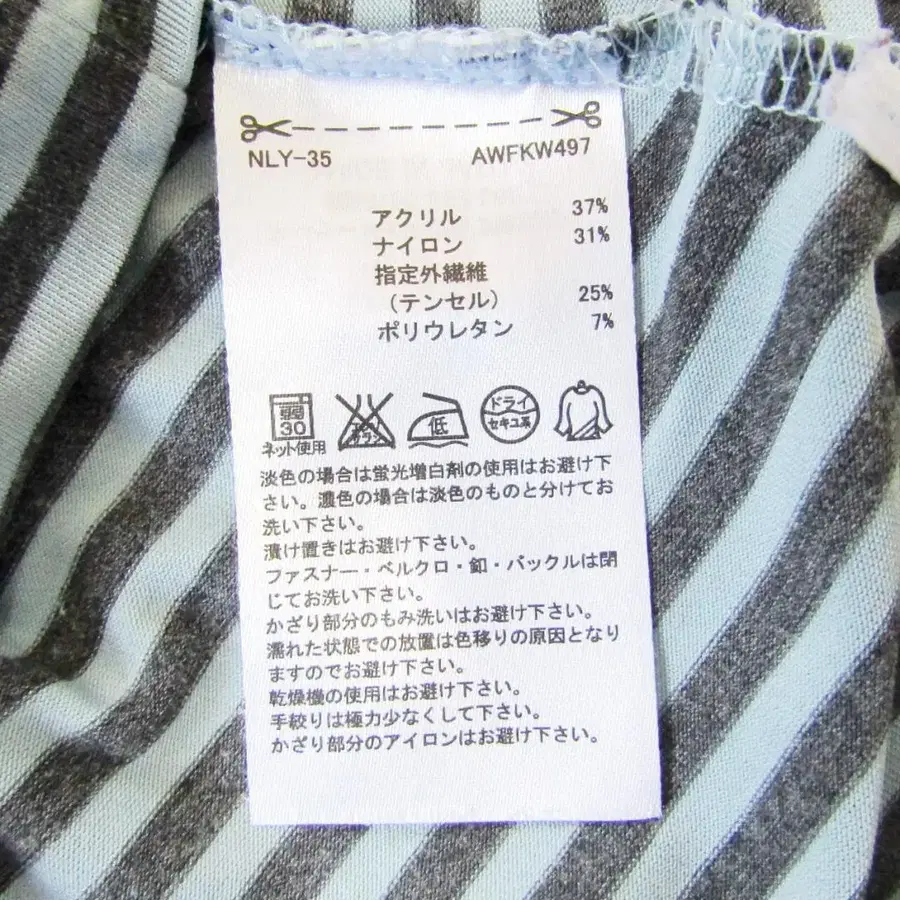 NLY-35 AWFKW497
アクリル 37%
ナイロン 31%
指定外繊維
(テンセル) 25%
ポリウレタン 7%
弱
30
ネット使用
低
ドライ
セキユ系
淡色の場合は蛍光増白剤の使用はお避け下
さい。濃色の場合は淡色のものと分けてお
洗い下さい。
漬け置きはお避け下さい。
ファスナー・ベルクロ・釦・バックルは閉
じてお洗い下さい。
かざり部分のもみ洗いはお避け下さい。
濡れた状態での放置は色移りの原因となり
ますのでお避け下さい。
乾燥機の使用はお避け下さい。
手絞りは極力少なくして下さい。
かざり部分のアイロンはお避け下さい。